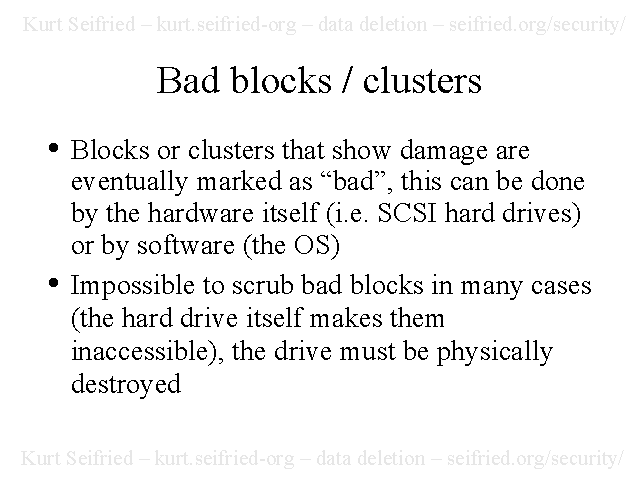 Kurt Seifried – kurt.seifried-org – data deletion – seifried.org/security/
Bad blocks / clusters
• Blocks or clusters that show damage are
eventually marked as “bad”, this can be done
by the hardware itself (i.e. SCSI hard drives)
or by software (the OS)
• Impossible to scrub bad blocks in many cases
(the hard drive itself makes them
inaccessible), the drive must be physically
destroyed
Kurt Seifried – kurt.seifried-org – data deletion – seifried.org/security/